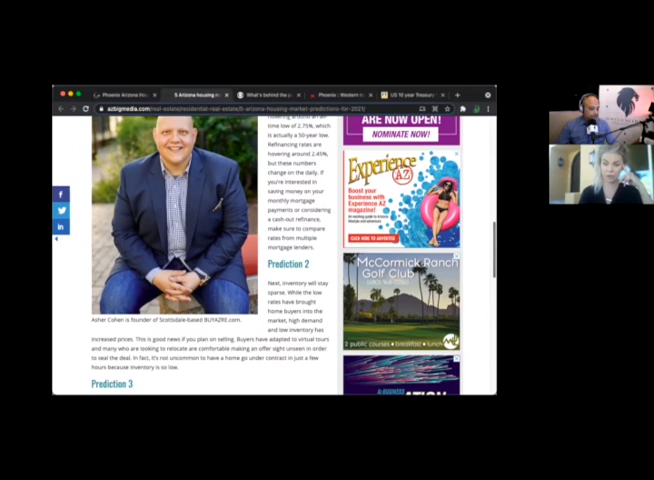 Phoenix Arizona Ho
5 Arizona housing m
What's behind the p
Phoenix : Western
US 10 year Treasury
azbigmedia.com/real-estate/residential-real-estate/5-arizona-housing-market-predictions-for-2021/
hovering around an all-
time low of 2.75%, which
is actually a 50-year low.
Refinancing rates are
hovering around 2.45%,
but these numbers
change on the daily. If
you're interested in
saving money on your
monthly mortgage
payments or considering
a cash-out refinance,
make sure to compare
rates from multiple
mortgage lenders.
Prediction 2
Next, inventory will stay
sparse. While the low
rates have brought
home buyers into the
market, high demand
and low inventory has
Asher Cohen is founder of Scottsdale-based BUYAZRE.com.
increased prices. This is good news if you plan on selling. Buyers have adapted to virtual tours
and many who are looking to relocate are comfortable making an offer sight unseen in order
to seal the deal. In fact, it's not uncommon to have a home go under contract in just a few
hours because inventory is so low.
Prediction 3
ARE NOW OPEN!
NOMINATE NOW!
Experience
AZ
Boost your
business with
Experience AZ
magazine!
CLICK HERE TO ADVERTISE
McCormick Ranch
Golf Club
2 public courses • breakfast • lunch